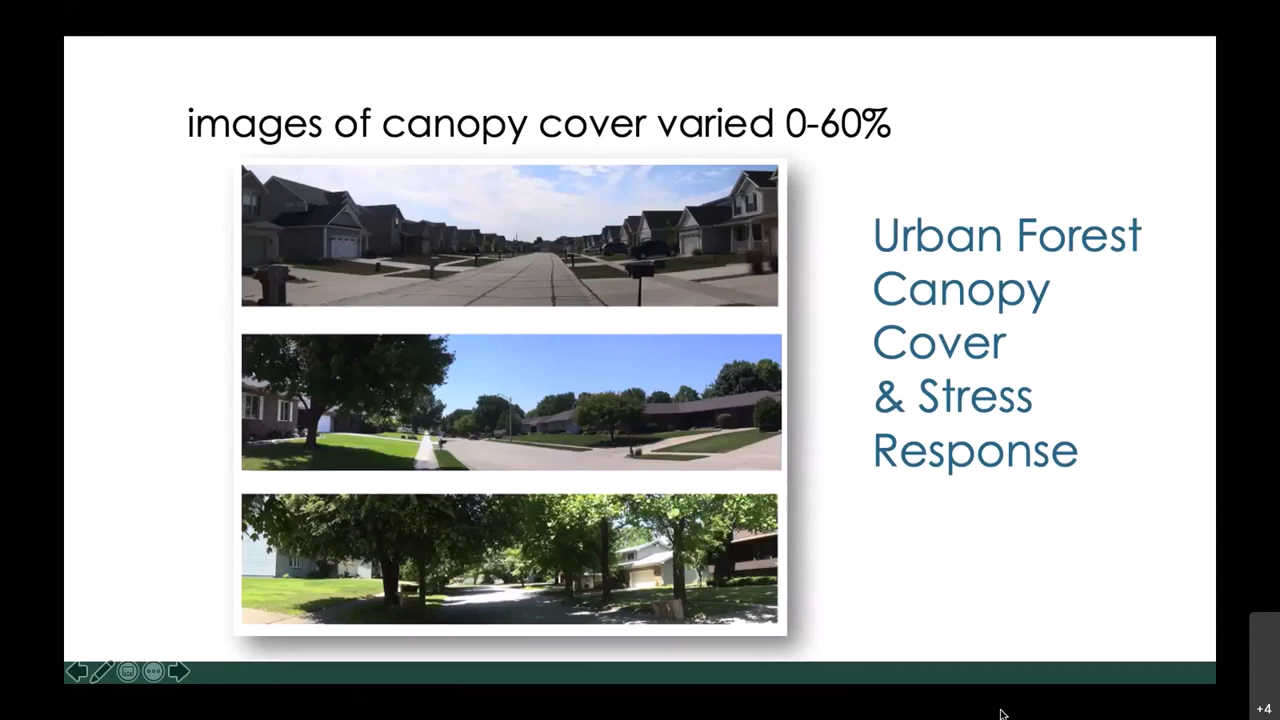 images of canopy cover varied 0-60%
Urban Forest
Canopy
Cover
& Stress
Response
+4